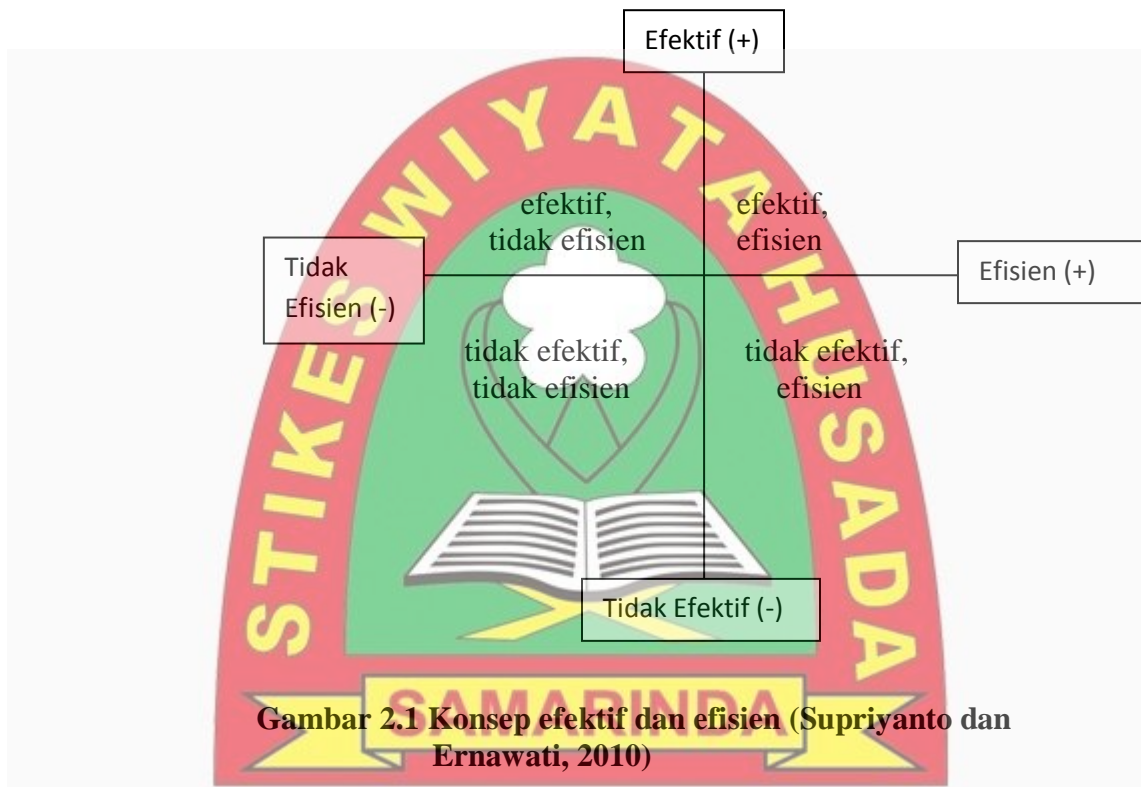 Efektif (+)
STIKES WIYATA HUSADA
efektif,
tidak efisien
efektif,
efisien
Tidak
Efisien (-)
Efisien (+)
tidak efektif,
tidak efisien
tidak efektif,
efisien
Tidak Efektif (-)
SAMARINDA
Gambar 2.1 Konsep efektif dan efisien (Supriyanto dan
Ernawati, 2010)